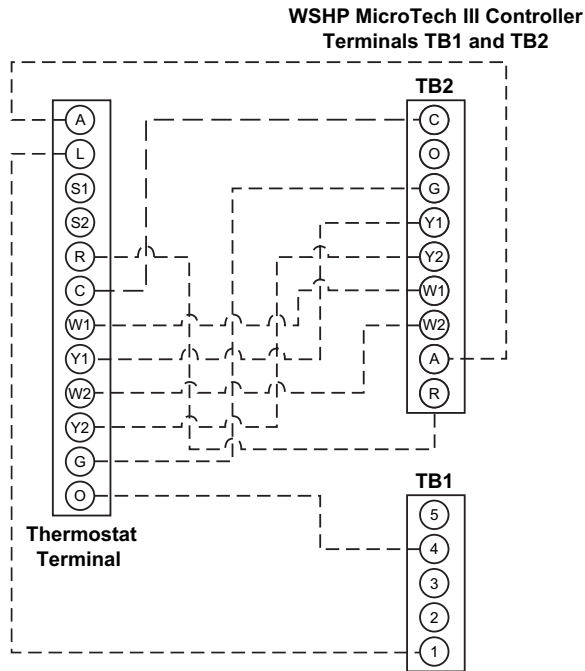 WSHP MicroTech III Controller
Terminals TB1 and TB2
TB2
A
L
S1
S2
R
C
W1
Y1
W2
Y2
G
O
Thermostat
Terminal
C
O
G
Y1
Y2
W1
W2
A
R
TB1
5
4
3
2
1